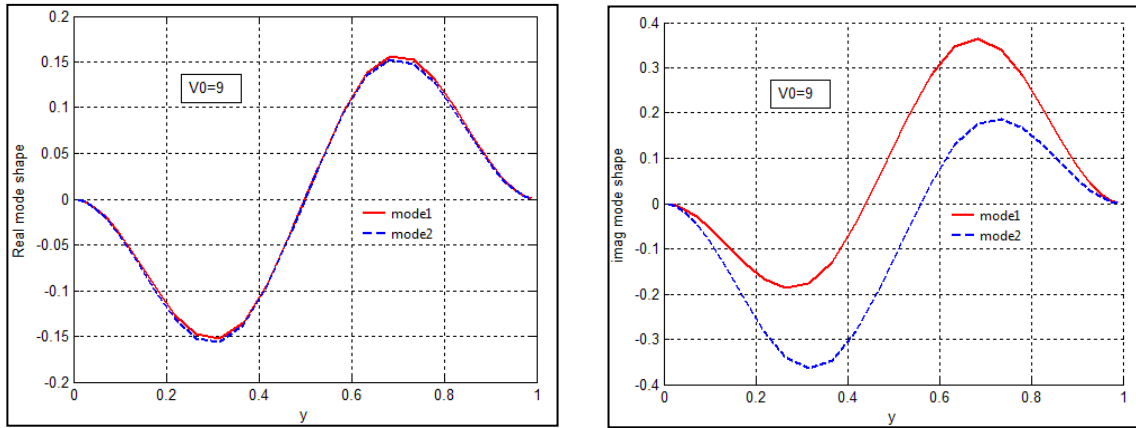 0.2
0.15
0.1
0.05
0
-0.05
-0.1
-0.15
-0.2
0 0.2 0.4 0.6 0.8 1
y
Real mode shape
V0=9
mode1
mode2
0.4
0.3
0.2
0.1
0
-0.1
-0.2
-0.3
-0.4
0 0.2 0.4 0.6 0.8 1
y
imag mode shape
V0=9
mode1
mode2